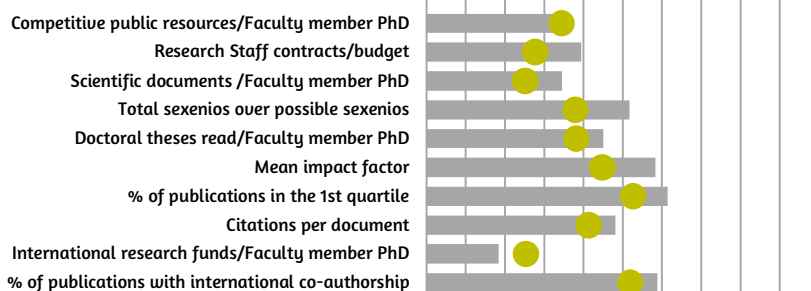 Competitive public resources/Faculty member PhD
Research Staff contracts/budget
Scientific documents /Faculty member PhD
Total sexenios over possible sexenios
Doctoral theses read/Faculty member PhD
Mean impact factor
% of publications in the 1st quartile
Citations per document
International research funds/Faculty member PhD
% of publications with international co-authorship